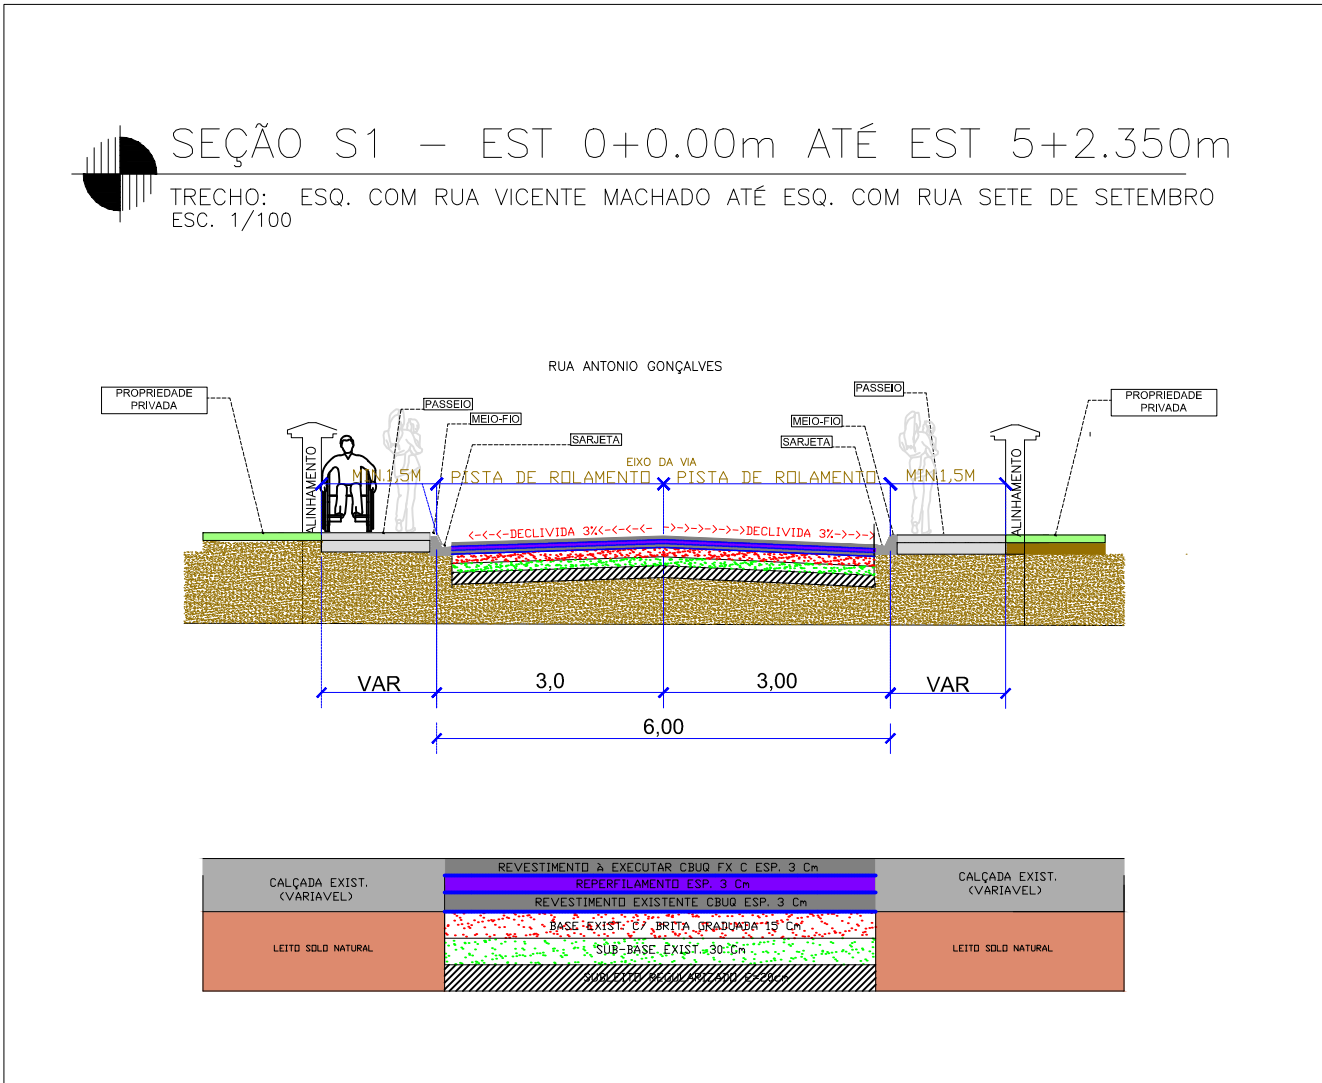 SEÇÃO S1 - EST 0+0.00m ATÉ EST 5+2.350m
TRECHO: ESQ. COM RUA VICENTE MACHADO ATÉ ESQ. COM RUA SETE DE SETEMBRO
ESC. 1/100
RUA ANTONIO GONÇALVES
PROPRIEDADE
PRIVADA
PASSEIO
MEIO-FIO
SARJETA
PASSEIO
MEIO-FIO
SARJETA
PROPRIEDADE
PRIVADA
EIXO DA VIA
ALINHAMENTO
MIN.1,5M
PISTA DE ROLAMENTO
PISTA DE ROLAMENTO
MIN.1,5M
ALINHAMENTO
<-<-<-DECLIVIDA 3%<-<-<-<- ->->->->->->DECLIVIDA 3%->->->
VAR
3,0
3,00
VAR
6,00
CALÇADA EXIST.
(VARIAVEL)
REVESTIMENTO À EXECUTAR CBUQ FX C ESP. 3 Cm
REPERFILAMENTO ESP. 3 Cm
REVESTIMENTO EXISTENTE CBUQ ESP. 3 Cm
CALÇADA EXIST.
(VARIAVEL)
BASE EXIST. C/ BRITA GRADUADA 15 Cm
LEITO SOLO NATURAL
SUB-BASE EXIST. 30 Cm
LEITO SOLO NATURAL
SUBLEITO REGULARIZADO E=20cm